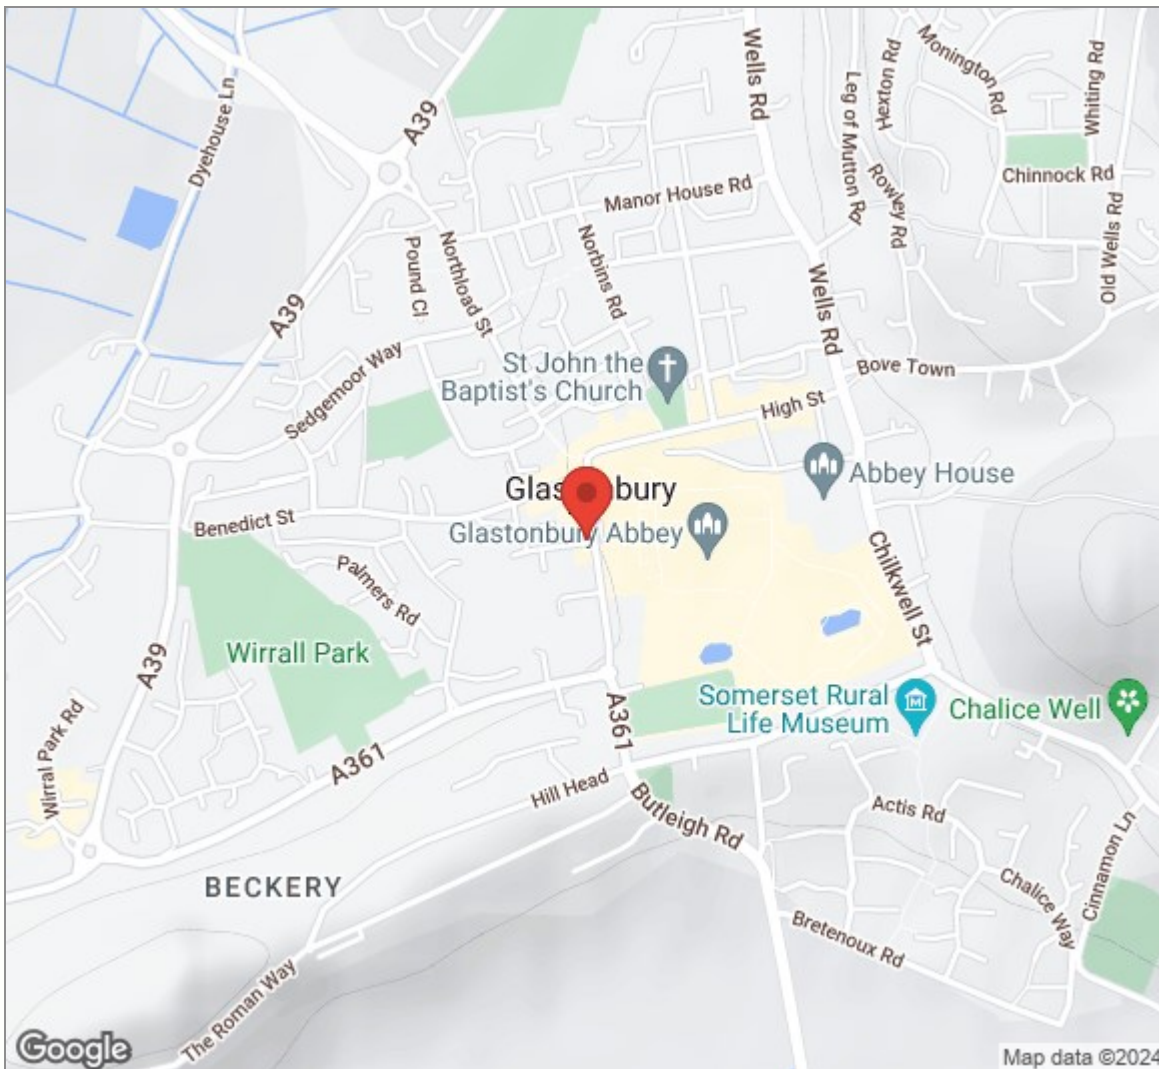 Wells Rd
Leg of Mutton Rd
Hexton Rd
Monington Rd
Whiting Rd
A39
Dyehouse Ln
Chinnock Rd
Manor House Rd
Rowley Rd
Old Wells Rd
Pound Cl
Northload St
Norbins Rd
A39
Wells Rd
Sedgemoor Way
St John the
Baptist's Church
Bove Town
High St
Abbey House
Benedict St
Glastonbury Abbey
Palmers Rd
Chilkwell St
Wirrall Park
A39
Somerset Rural
Life Museum
Chalice Well
Wirral Park Rd
A361
A361
Hill Head
Butleigh Rd
Actis Rd
Cinnamon Ln
BECKERY
Chalice Way
Bretenoux Rd
The Roman Way
Google
Map data ©2024